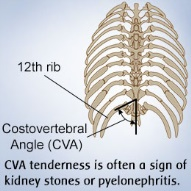 12th rib
Costovertebral
Angle (CVA)
CVA tenderness is often a sign of
kidney stones or pyelonephritis.